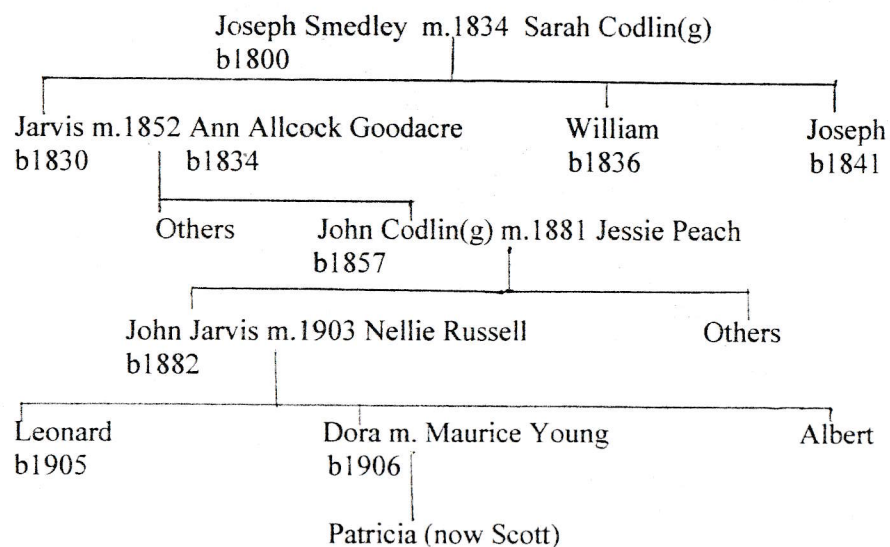 Joseph Smedley m.1834 Sarah Codlin(g)
b1800
Jarvis m.1852 Ann Allcock Goodacre William Joseph
b1830 b1834 b1836 b1841
Others John Codlin(g) m.1881 Jessie Peach
b1857
John Jarvis m.1903 Nellie Russell Others
b1882
Leonard Dora m. Maurice Young Albert
b1905 b1906
Patricia (now Scott)